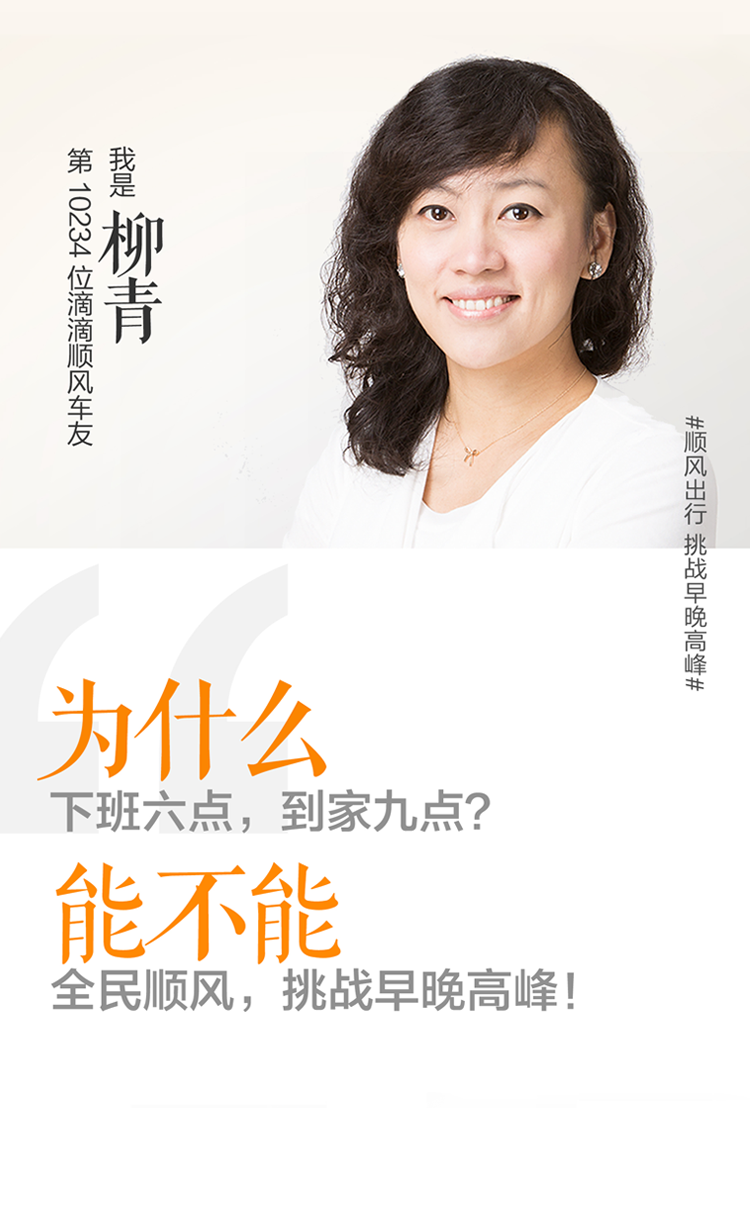 我是 柳青
第 10234 位滴滴顺风车友
#顺风出行 挑战早晚高峰#
为什么
下班六点，到家九点？
能不能
全民顺风，挑战早晚高峰！